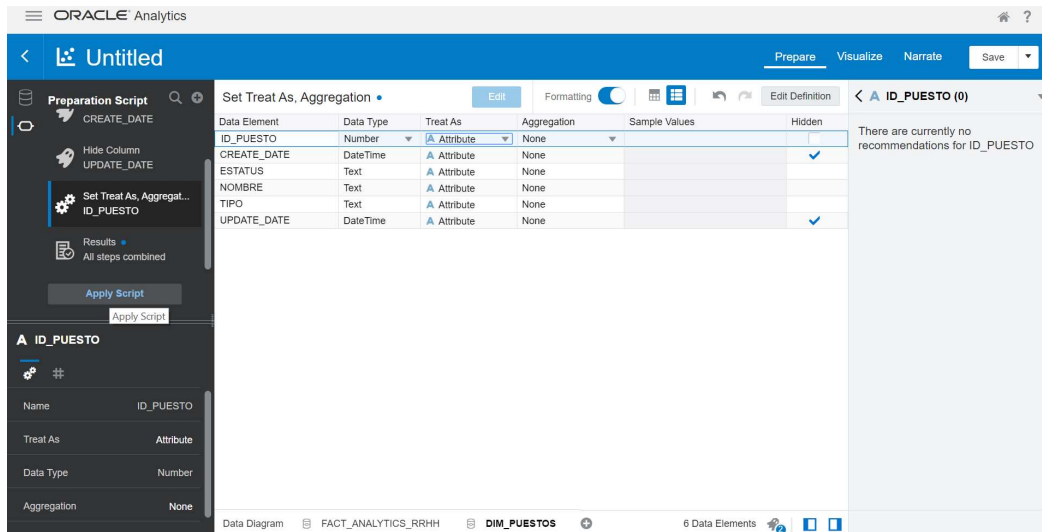 ORACLE Analytics
?
Untitled
Prepare Visualize Narrate Save
Preparation Script
CREATE_DATE
Hide Column
UPDATE_DATE
Set Treat As, Aggregat...
ID_PUESTO
Results
All steps combined
Apply Script
Apply Script
A ID_PUESTO
#
Name ID_PUESTO
Treat As Attribute
Data Type Number
Aggregation None
Set Treat As, Aggregation Edit Formatting Edit Definition
Data Element Data Type Treat As Aggregation Sample Values Hidden
ID_PUESTO Number A Attribute None
CREATE_DATE DateTime A Attribute None
ESTATUS Text A Attribute None
NOMBRE Text A Attribute None
TIPO Text A Attribute None
UPDATE_DATE DateTime A Attribute None
Data Diagram FACT_ANALYTICS_RRHH DIM_PUESTOS 6 Data Elements 2
A ID_PUESTO (0)
There are currently no
recommendations for ID_PUESTO